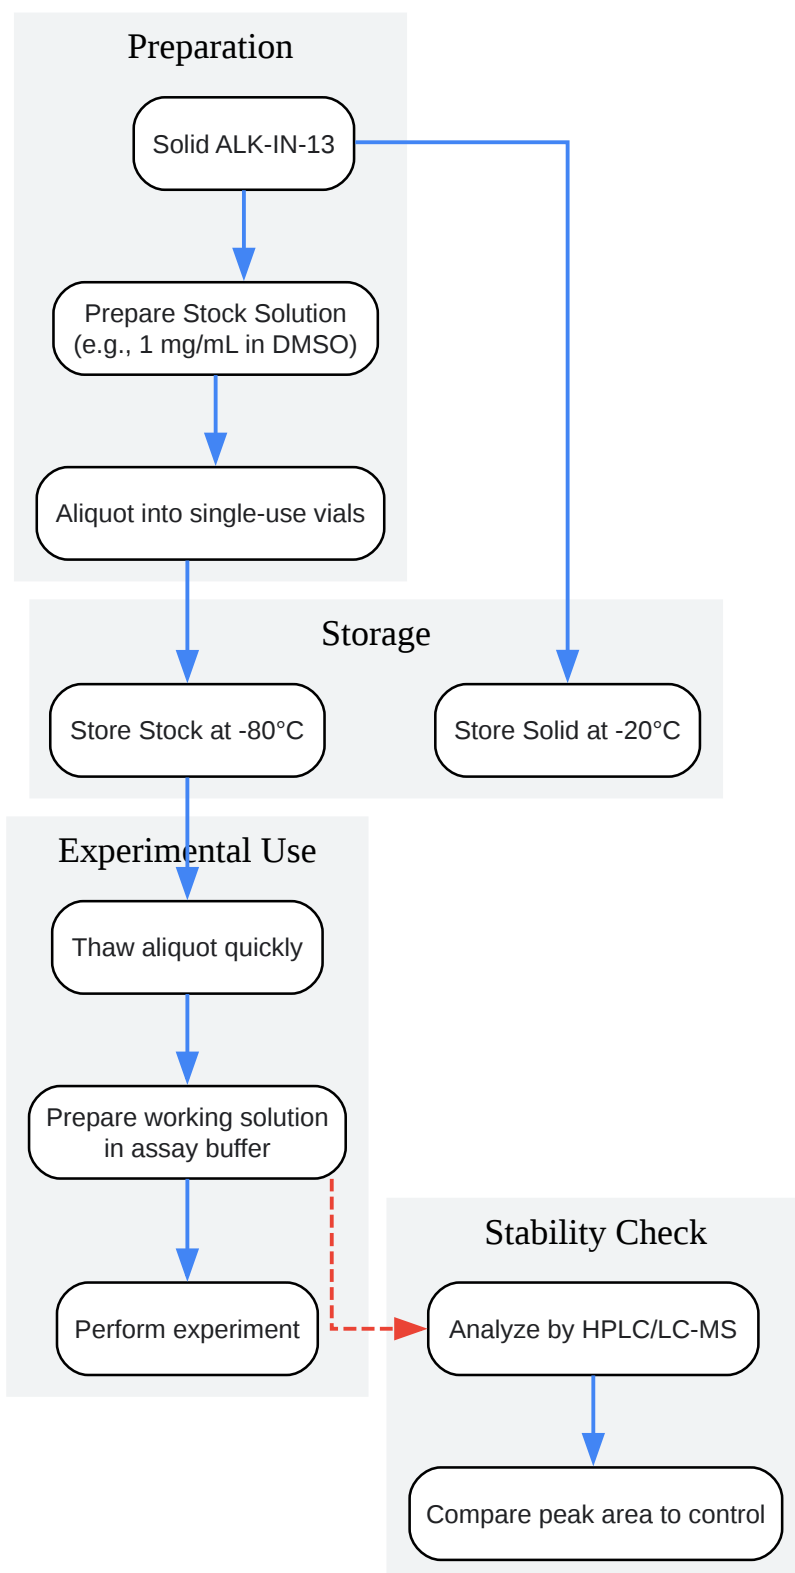 Preparation
Solid ALK-IN-13
Prepare Stock Solution
(e.g., 1 mg/mL in DMSO)
Aliquot into single-use vials
Storage
Store Stock at -80°C
Store Solid at -20°C
Experimental Use
Thaw aliquot quickly
Prepare working solution
in assay buffer
Perform experiment
Stability Check
Analyze by HPLC/LC-MS
Compare peak area to control